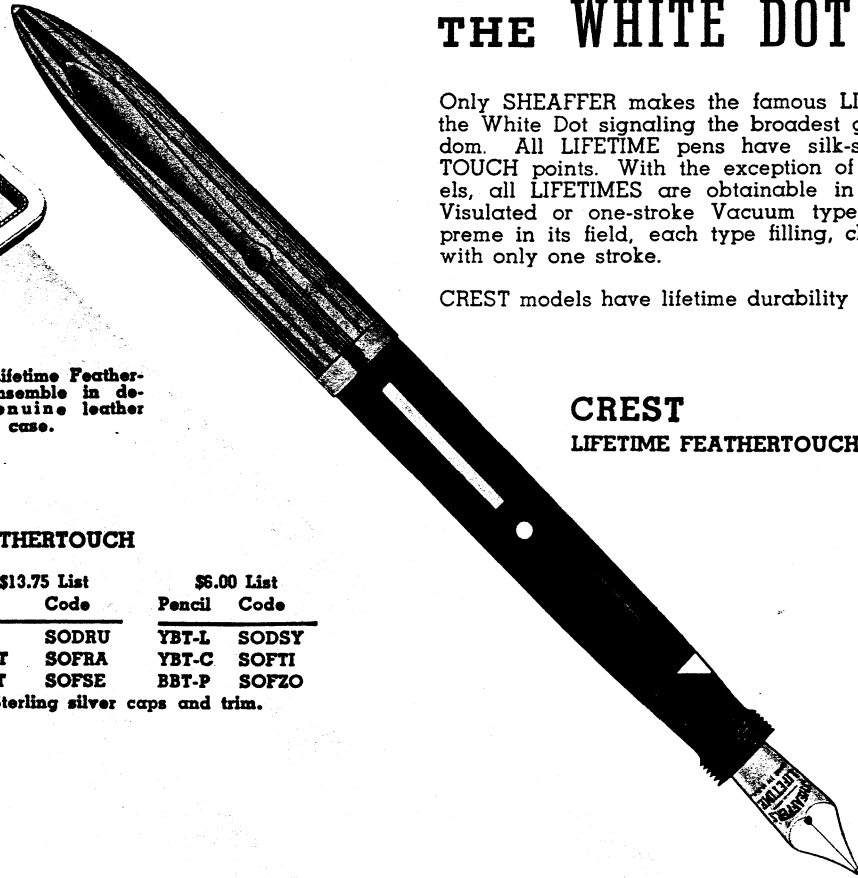 THE WHITE DOT
Only SHEAFFER makes the famous LI
the White Dot signaling the broadest g
dom. All LIFETIME pens have silk-s
TOUCH points. With the exception of
els, all LIFETIMES are obtainable in
Visulated or one-stroke Vacuum type
preme in its field, each type filling, cl
with only one stroke.
CREST models have lifetime durability
ifetime Feather-
nsemble in de-
enuine leather
case.
CREST
LIFETIME FEATHERTOUCH
THERTOUCH
$13.75 List $6.00 List
Code Pencil Code
SODRU YBT-L SODSY
T SOFRA YBT-C SOFTI
T SOFSE BBT-P SOFZO
Sterling silver caps and trim.
SHEAFFER'S
LIFETIME